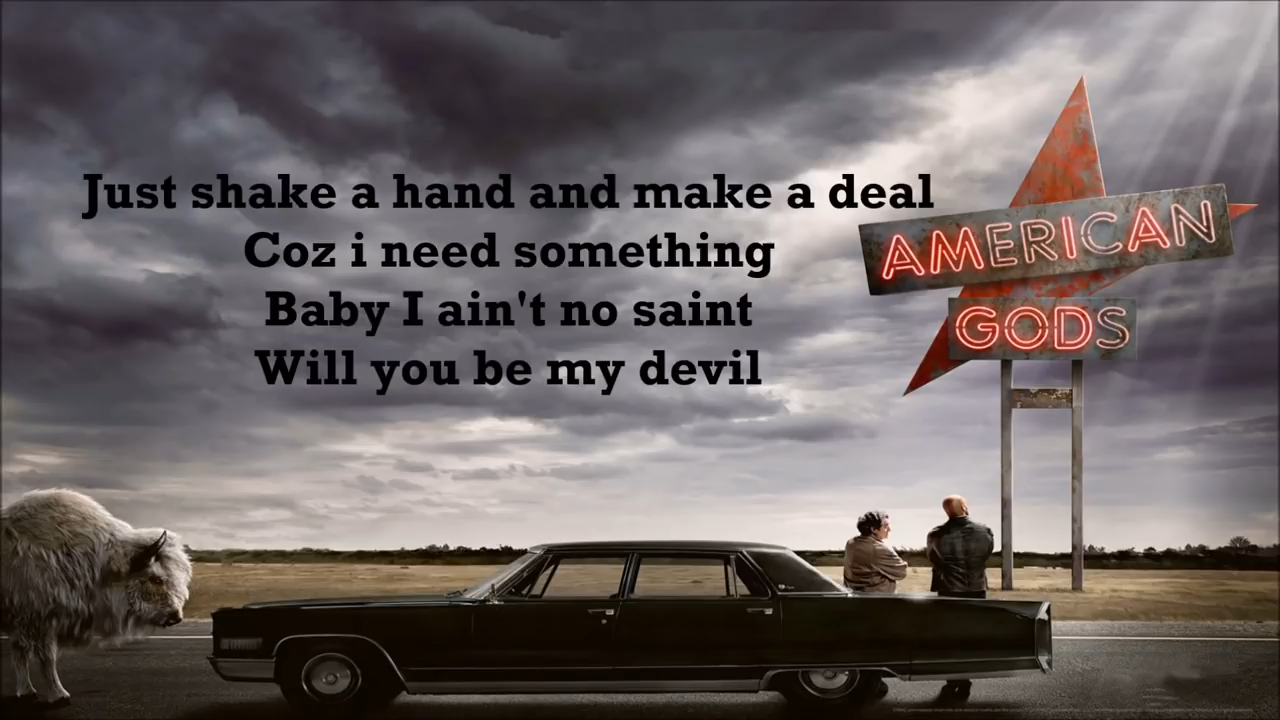 Just shake a hand and make a deal
Coz i need something
Baby I ain't no saint
Will you be my devil
AMERICAN
GODS